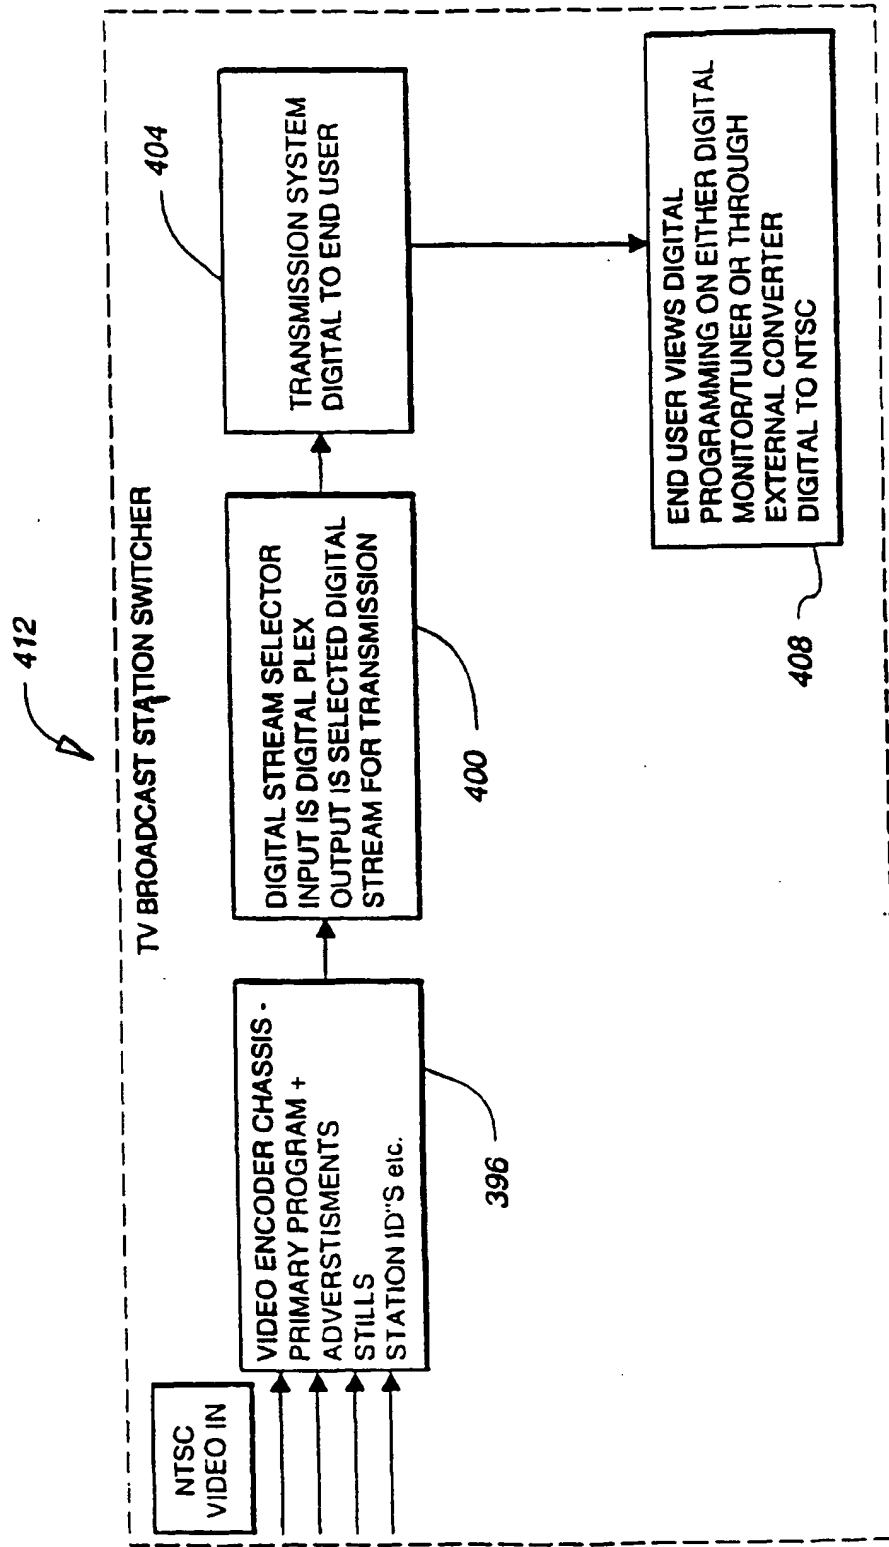 412
TV BROADCAST STATION SWITCHER
NTSC
VIDEO IN
VIDEO ENCODER CHASSIS -
PRIMARY PROGRAM +
ADVERSTISMENTS
STILLS
STATION ID"S etc.
396
DIGITAL STREAM SELECTOR
INPUT IS DIGITAL PLEX
OUTPUT IS SELECTED DIGITAL
STREAM FOR TRANSMISSION
400
TRANSMISSION SYSTEM
DIGITAL TO END USER
404
END USER VIEWS DIGITAL
PROGRAMMING ON EITHER DIGITAL
MONITOR/TUNER OR THROUGH
EXTERNAL CONVERTER
DIGITAL TO NTSC
408